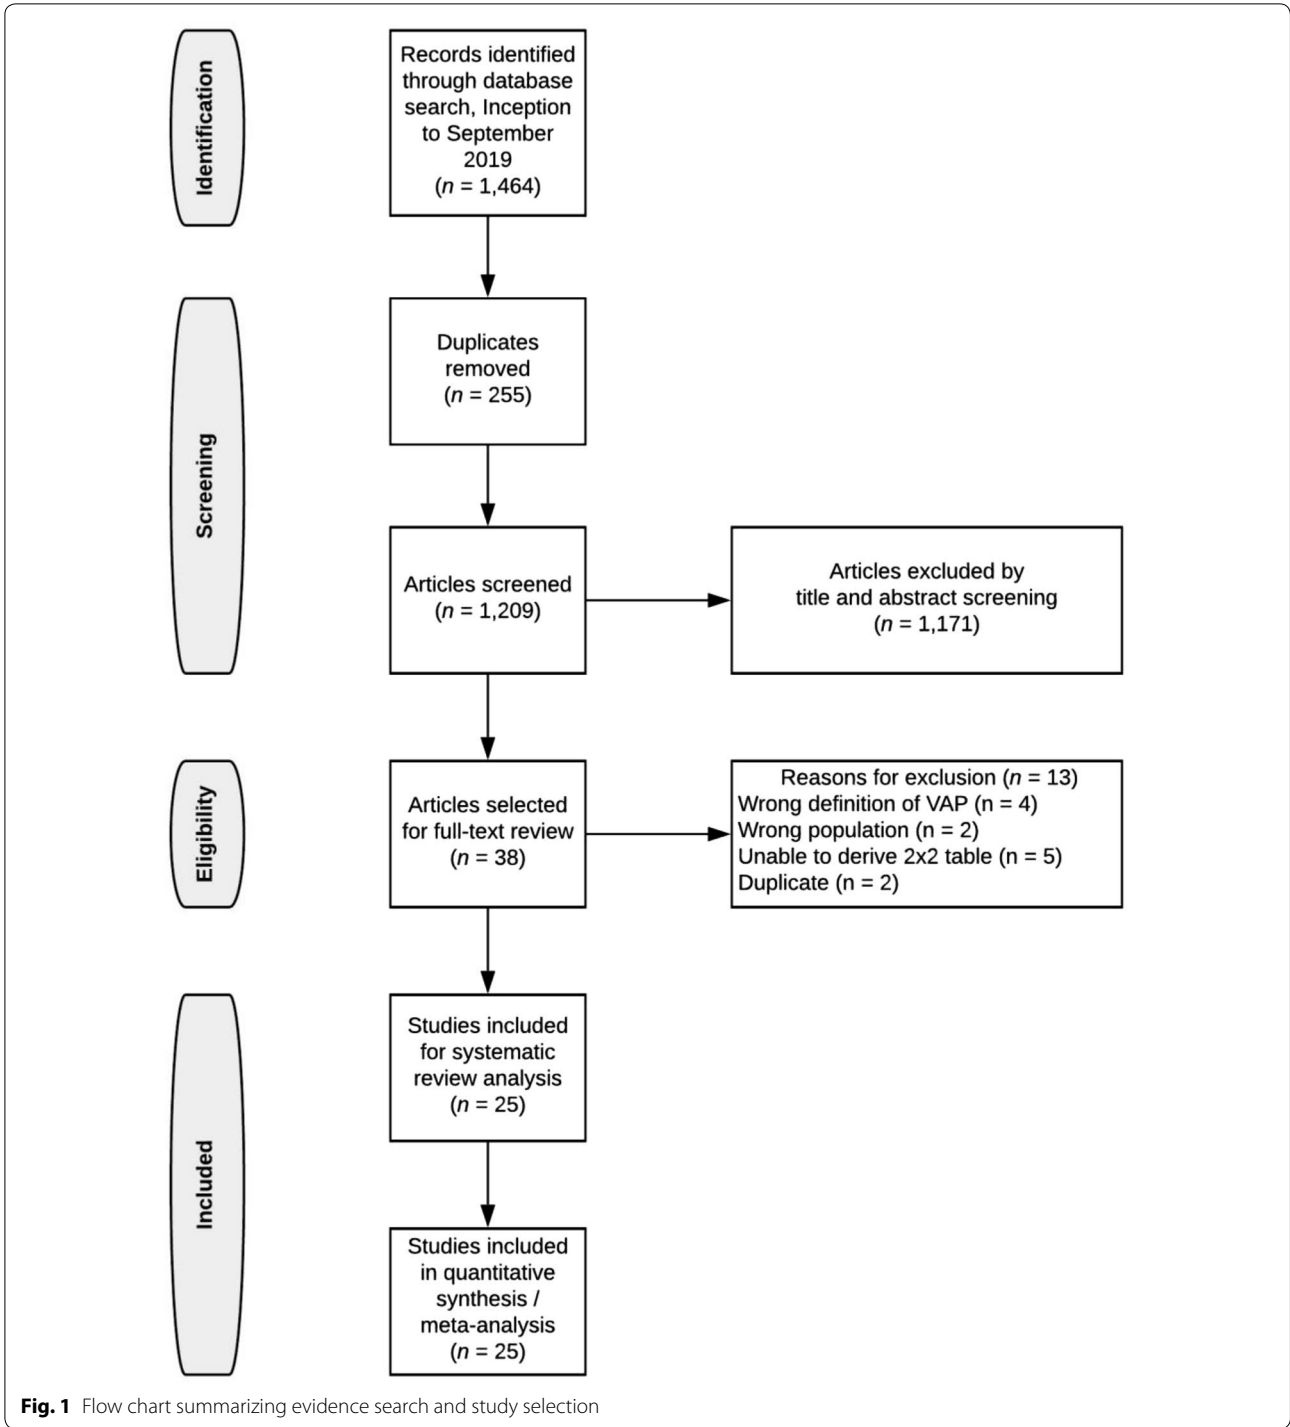 Identification
Records identified
through database
search, Inception
to September
2019
(n = 1,464)
Screening
Duplicates
removed
(n = 255)
Articles screened
(n = 1,209)
Articles excluded by
title and abstract screening
(n = 1,171)
Eligibility
Articles selected
for full-text review
(n = 38)
Reasons for exclusion (n = 13)
Wrong definition of VAP (n = 4)
Wrong population (n = 2)
Unable to derive 2x2 table (n = 5)
Duplicate (n = 2)
Included
Studies included
for systematic
review analysis
(n = 25)
Studies included
in quantitative
synthesis /
meta-analysis
(n = 25)
Fig. 1 Flow chart summarizing evidence search and study selection